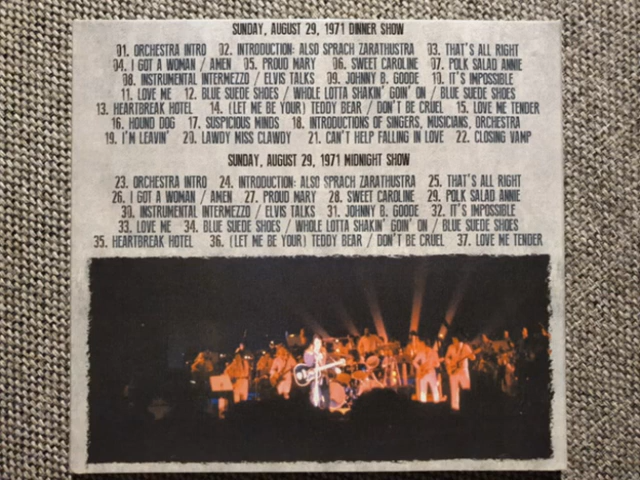 SUNDAY, AUGUST 29, 1971 DINNER SHOW
01. ORCHESTRA INTRO 02. INTRODUCTION: ALSO SPRACH ZARATHUSTRA 03. THAT'S ALL RIGHT
04. I GOT A WOMAN / AMEN 05. PROUD MARY 06. SWEET CAROLINE 07. POLK SALAD ANNIE
08. INSTRUMENTAL INTERMEZZO / ELVIS TALKS 09. JOHNNY B. GOODE 10. IT'S IMPOSSIBLE
11. LOVE ME 12. BLUE SUEDE SHOES / WHOLE LOTTA SHAKIN' GOIN' ON / BLUE SUEDE SHOES
13. HEARTBREAK HOTEL 14. (LET ME BE YOUR) TEDDY BEAR / DON'T BE CRUEL 15. LOVE ME TENDER
16. HOUND DOG 17. SUSPICIOUS MINDS 18. INTRODUCTIONS OF SINGERS, MUSICIANS, ORCHESTRA
19. I'M LEAVIN' 20. LAWDY MISS CLAWDY 21. CAN'T HELP FALLING IN LOVE 22. CLOSING VAMP
SUNDAY, AUGUST 29, 1971 MIDNIGHT SHOW
23. ORCHESTRA INTRO 24. INTRODUCTION: ALSO SPRACH ZARATHUSTRA 25. THAT'S ALL RIGHT
26. I GOT A WOMAN / AMEN 27. PROUD MARY 28. SWEET CAROLINE 29. POLK SALAD ANNIE
30. INSTRUMENTAL INTERMEZZO / ELVIS TALKS 31. JOHNNY B. GOODE 32. IT'S IMPOSSIBLE
33. LOVE ME 34. BLUE SUEDE SHOES / WHOLE LOTTA SHAKIN' GOIN' ON / BLUE SUEDE SHOES
35. HEARTBREAK HOTEL 36. (LET ME BE YOUR) TEDDY BEAR / DON'T BE CRUEL 37. LOVE ME TENDER